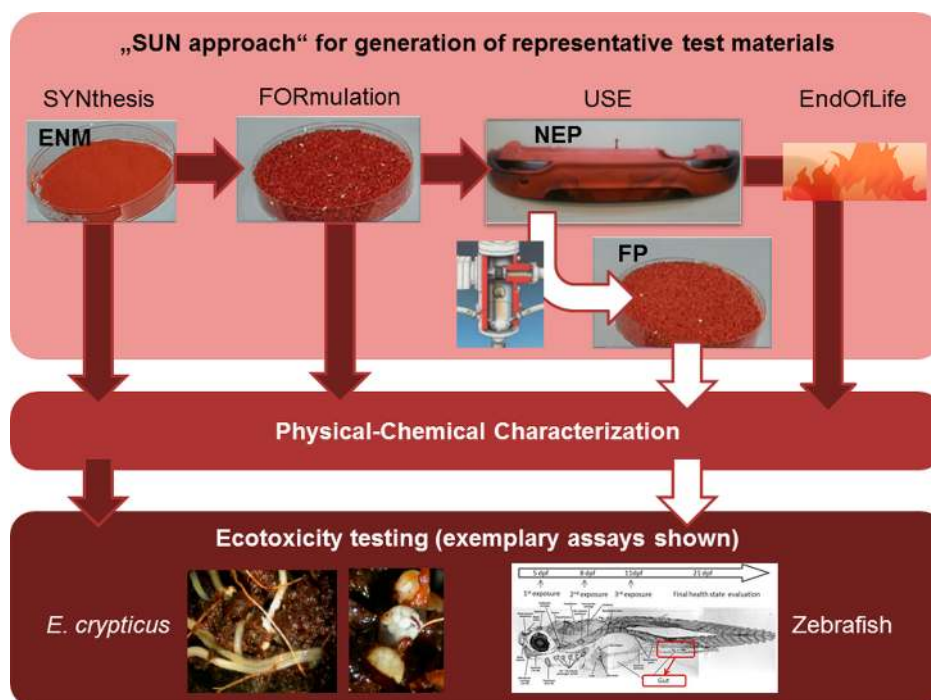 „SUN approach“ for generation of representative test materials
SYNthesis
FORmulation
USE
EndOfLife
ENM
NEP
FP
Physical-Chemical Characterization
Ecotoxicity testing (exemplary assays shown)
5 dpf 8 dpf 11dpf 21 dpf
1st exposure 2nd exposure 3rd exposure Final health state evaluation
E. crypticus
Zebrafish
Gut